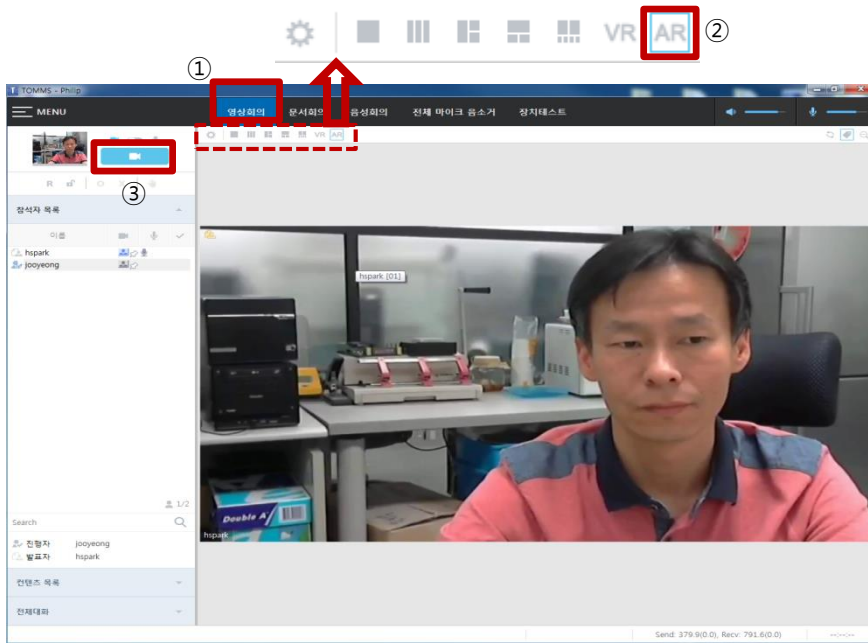 VR AR ②
①
TOMMS - Philip
MENU 영상회의 문서회의 음성회의 전체 마이크 음소거 장치테스트
VR AR
③
R
참석자 목록
이름
hspark
jooyeong
hspark [01]
Double A
1/2
Search
진행자 jooyeong
발표자 hspark
hspark
컨텐츠 목록
전체대화
Send: 379.9(0.0), Recv: 791.6(0.0) --:--:--